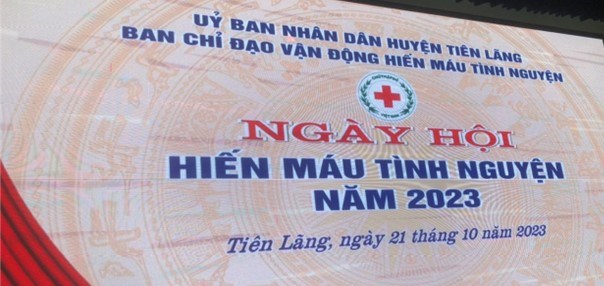 UỶ BAN NHÂN DÂN HUYỆN TIÊN LÃNG
BAN CHỈ ĐẠO VẬN ĐỘNG HIẾN MÁU TÌNH NGUYỆN
NGÀY HỘI
HIẾN MÁU TÌNH NGUYỆN
NĂM 2023
Tiên Lãng, ngày 21 tháng 10 năm 2023